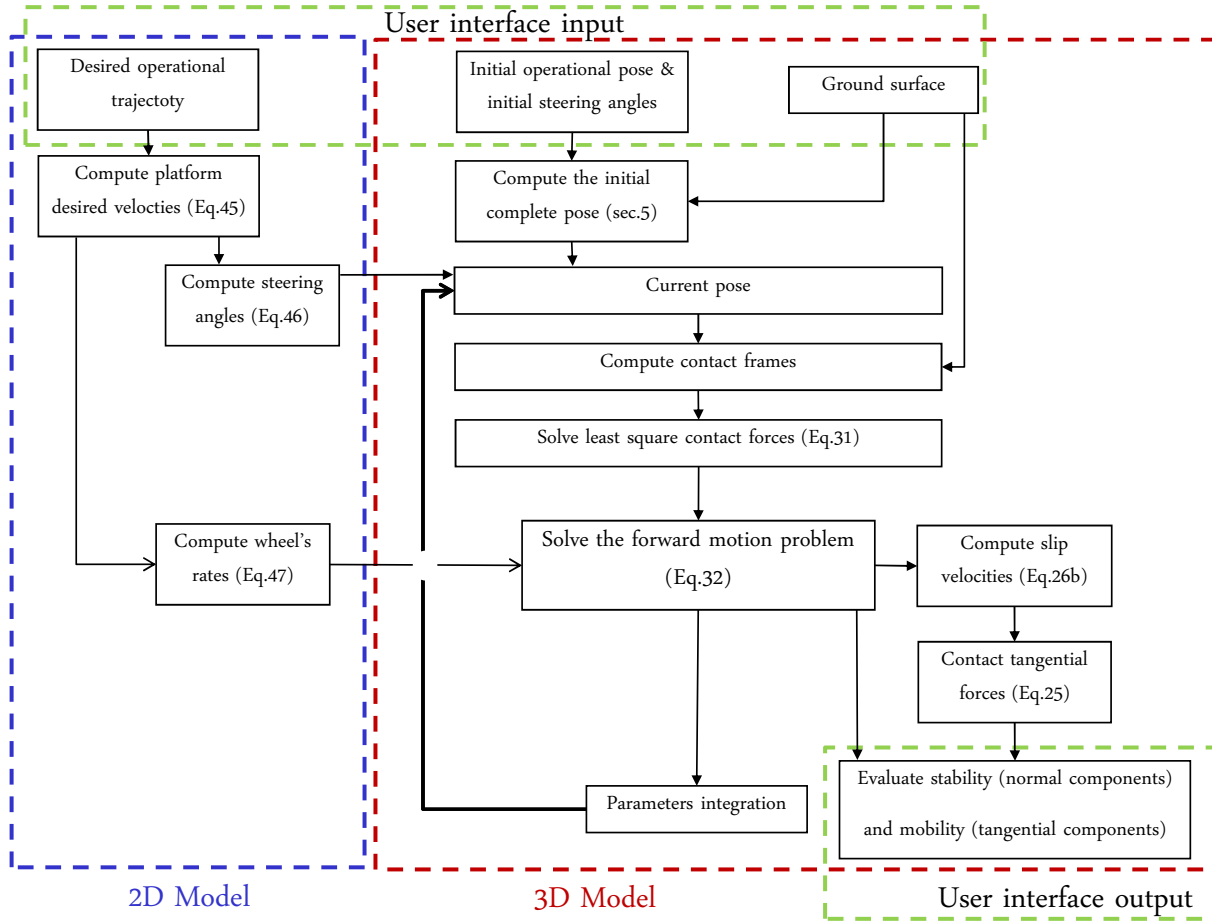 User interface input
Desired operational
trajectoty
Initial operational pose &
initial steering angles
Ground surface
Compute platform
desired velocties (Eq.45)
Compute the initial
complete pose (sec.5)
Compute steering
angles (Eq.46)
Current pose
Compute contact frames
Solve least square contact forces (Eq.31)
Compute wheel's
rates (Eq.47)
Solve the forward motion problem
(Eq.32)
Compute slip
velocities (Eq.26b)
Contact tangential
forces (Eq.25)
Parameters integration
Evaluate stability (normal components)
and mobility (tangential components)
2D Model
3D Model
User interface output